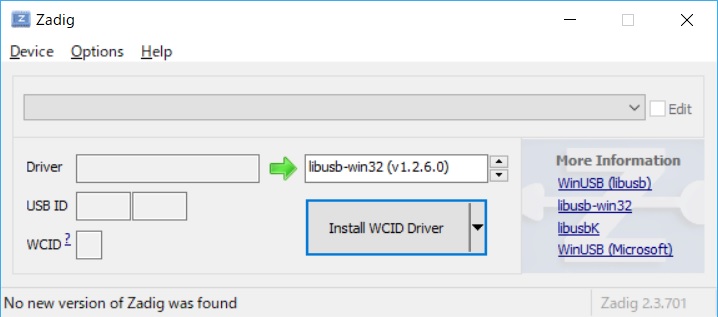 Zadig
Device Options Help
Edit
Driver
libusb-win32 (v1.2.6.0)
USB ID
WCID ?
Install WCID Driver
More Information
WinUSB (libusb)
libusb-win32
libusbK
WinUSB (Microsoft)
No new version of Zadig was found
Zadig 2.3.701